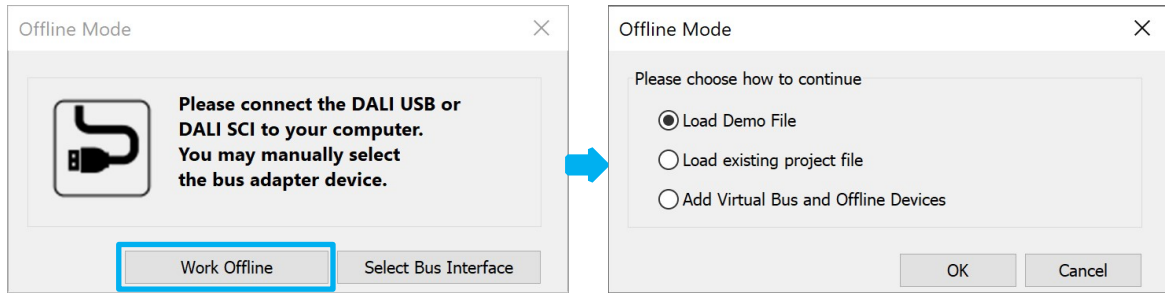 Offline Mode
Please connect the DALI USB or
DALI SCI to your computer.
You may manually select
the bus adapter device.
Work Offline
Select Bus Interface
Offline Mode
Please choose how to continue
Load Demo File
Load existing project file
Add Virtual Bus and Offline Devices
OK
Cancel